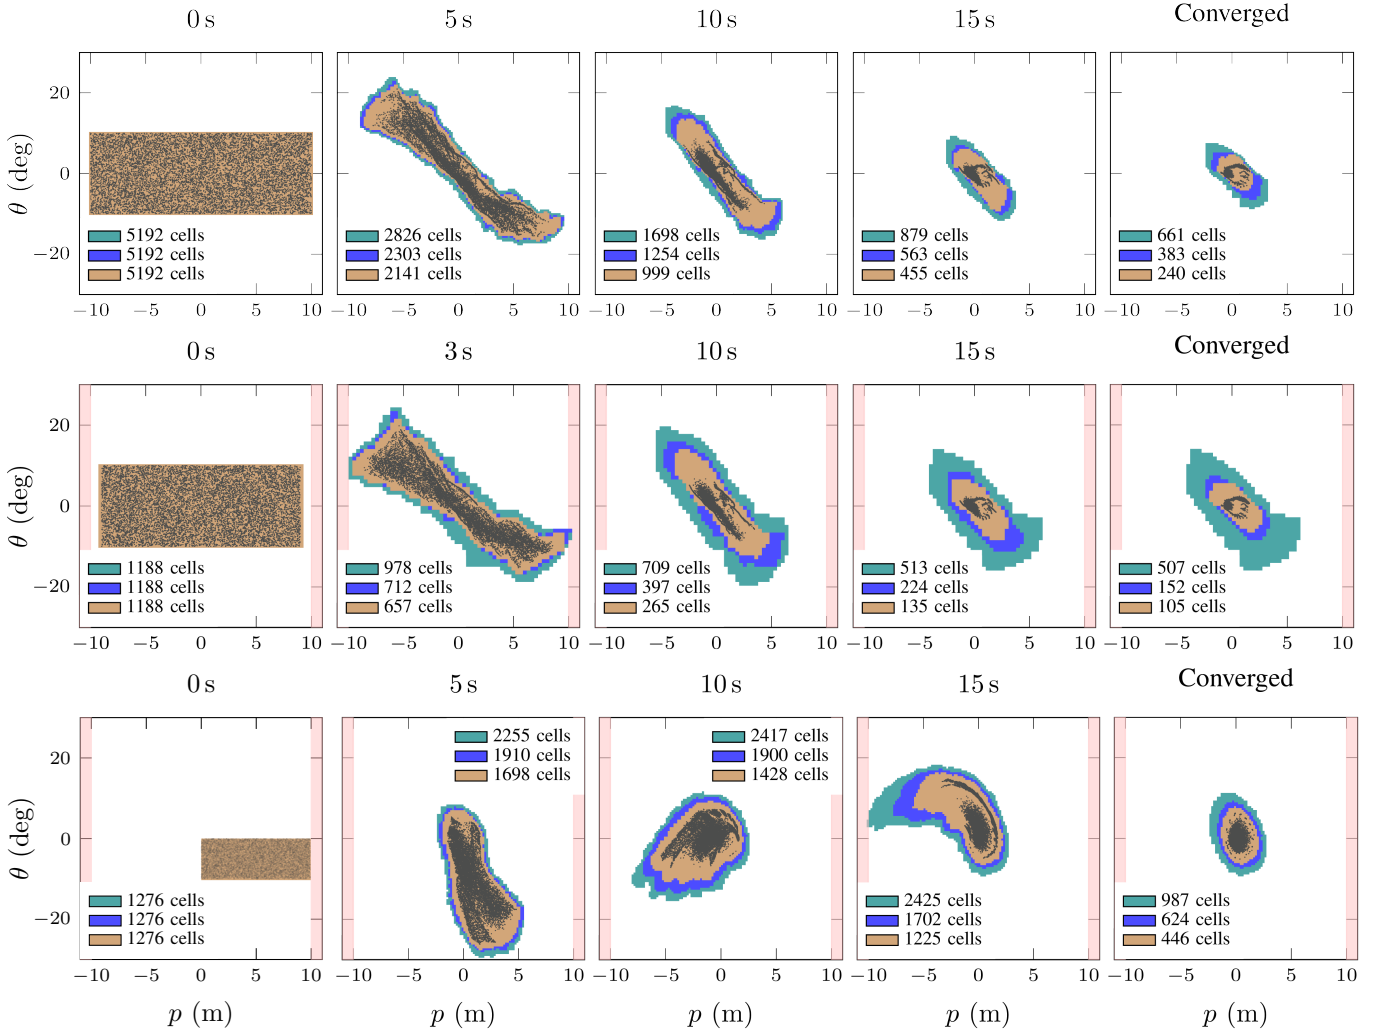 0 s 5 s 10 s 15 s Converged
20
0
−20
θ (deg)
5192 cells
5192 cells
5192 cells
2826 cells
2303 cells
2141 cells
1698 cells
1254 cells
999 cells
879 cells
563 cells
455 cells
661 cells
383 cells
240 cells
−10 −5 0 5 10 −10 −5 0 5 10 −10 −5 0 5 10 −10 −5 0 5 10 −10 −5 0 5 10
0 s 3 s 10 s 15 s Converged
20
0
−20
θ (deg)
1188 cells
1188 cells
1188 cells
978 cells
712 cells
657 cells
709 cells
397 cells
265 cells
513 cells
224 cells
135 cells
507 cells
152 cells
105 cells
−10 −5 0 5 10 −10 −5 0 5 10 −10 −5 0 5 10 −10 −5 0 5 10 −10 −5 0 5 10
0 s 5 s 10 s 15 s Converged
20
0
−20
θ (deg)
1276 cells
1276 cells
1276 cells
2255 cells
1910 cells
1698 cells
2417 cells
1900 cells
1428 cells
2425 cells
1702 cells
1225 cells
987 cells
624 cells
446 cells
−10 −5 0 5 10 −10 −5 0 5 10 −10 −5 0 5 10 −10 −5 0 5 10 −10 −5 0 5 10
p (m) p (m) p (m) p (m) p (m)